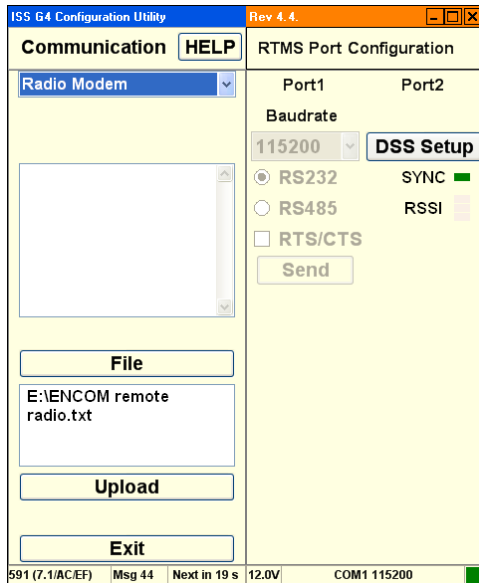 ISS G4 Configuration Utility
Rev 4.4.
Communication
HELP
RTMS Port Configuration
Radio Modem
Port1
Port2
Baudrate
115200
DSS Setup
RS232
SYNC
RS485
RSSI
RTS/CTS
Send
File
E:\ENCOM remote
radio.txt
Upload
Exit
591 (7.1/AC/EF)
Msg 44
Next in 19 s
12.0V
COM1 115200